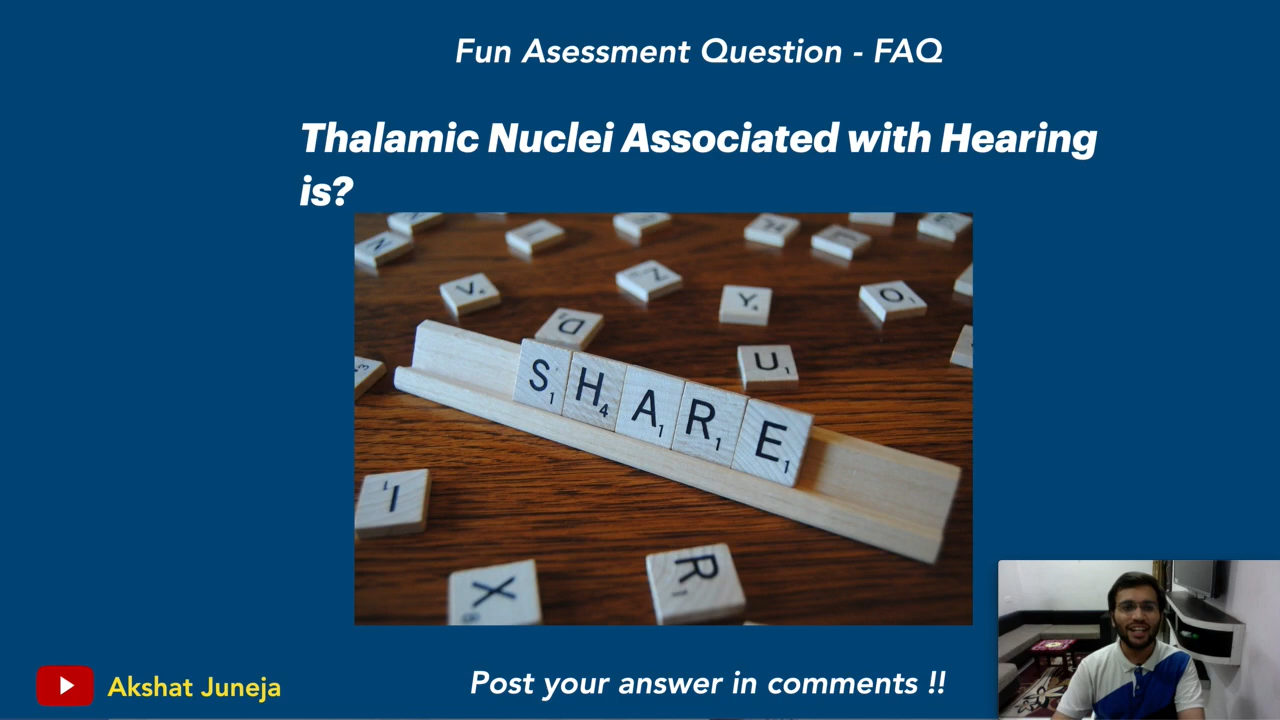 Fun Asessment Question - FAQ
Thalamic Nuclei Associated with Hearing
is?
N
V
Z
Y
O
D
U
SHARE
I
X
R
Akshat Juneja
Post your answer in comments !!